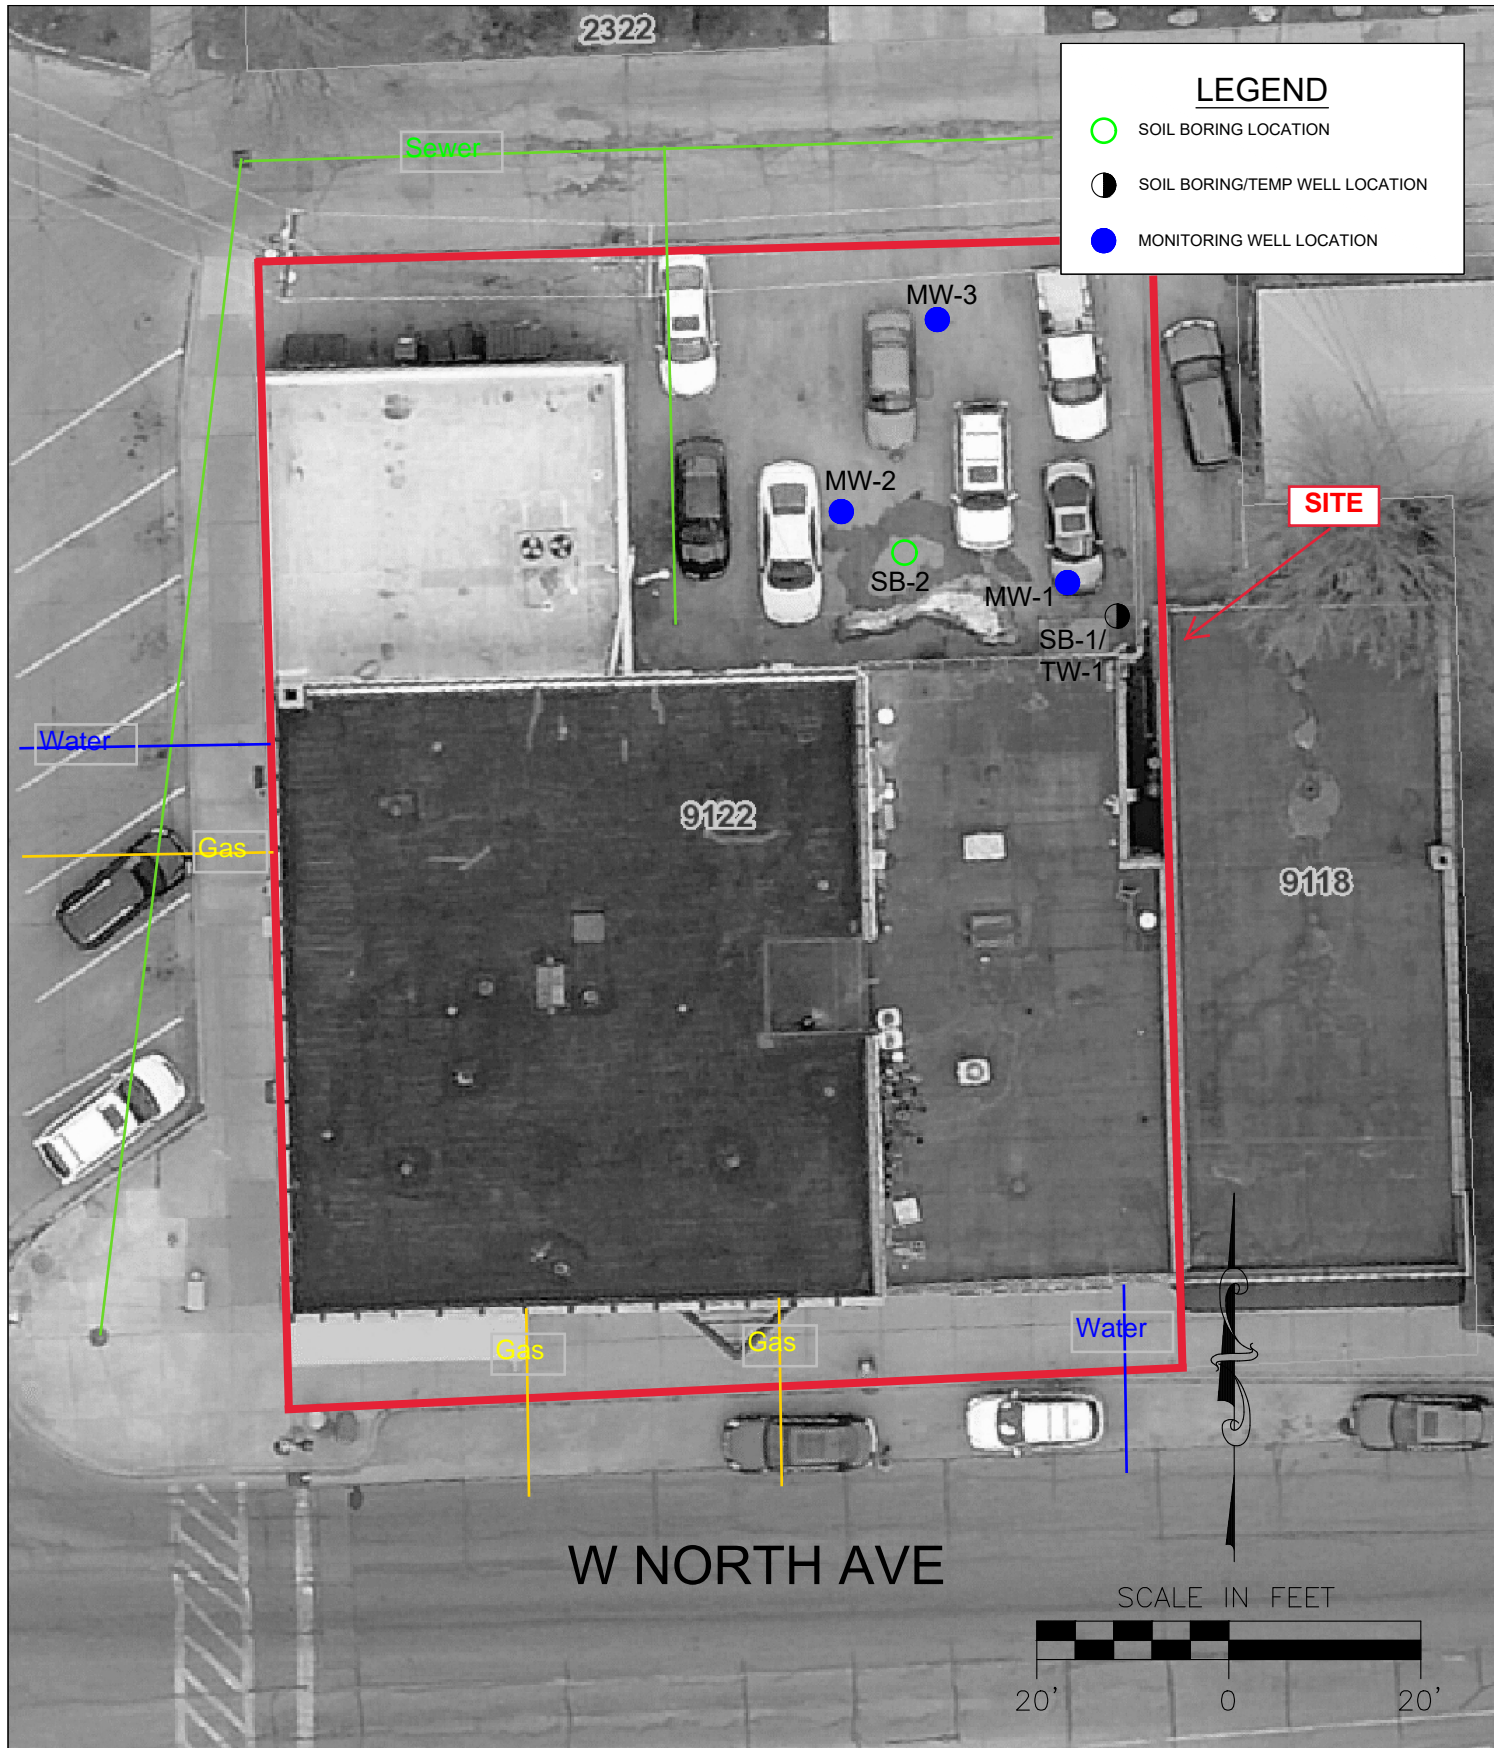 2322
LEGEND
SOIL BORING LOCATION
SOIL BORING/TEMP WELL LOCATION
MONITORING WELL LOCATION
Sewer
MW-3
MW-2
SITE
SB-2
MW-1
SB-1/
TW-1
Water
9122
Gas
9118
Gas
Gas
Water
W NORTH AVE
SCALE IN FEET
20' 0 20'